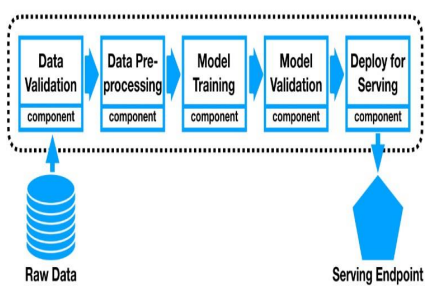 Data
Validation
component
Data Pre-
processing
component
Model
Training
component
Model
Validation
component
Deploy for
Serving
component
Raw Data
Serving Endpoint